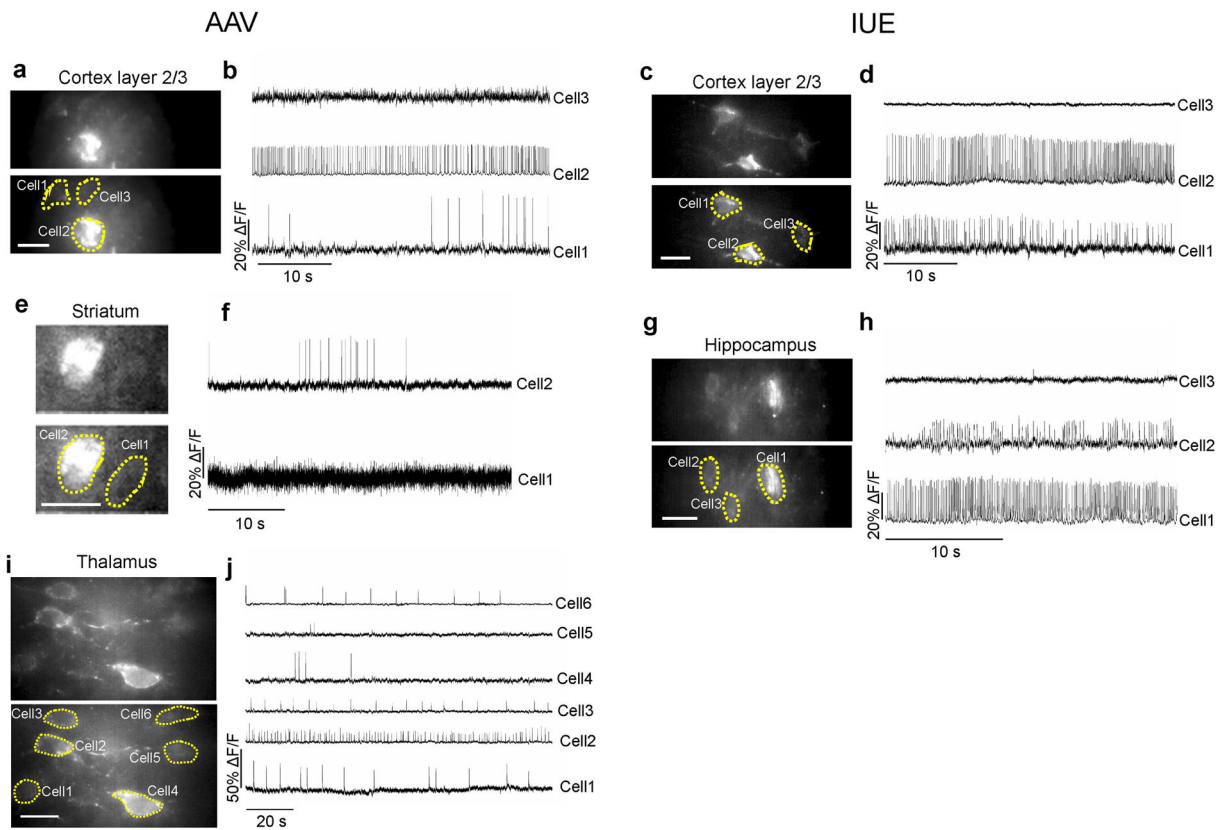 AAV
IUE
a
Cortex layer 2/3
Cell1
Cell3
Cell2
b
Cell3
Cell2
Cell1
20% ΔF/F
10 s
c
Cortex layer 2/3
Cell1
Cell3
Cell2
d
Cell3
Cell2
Cell1
20% ΔF/F
10 s
e
Striatum
Cell2
Cell1
f
Cell2
Cell1
20% ΔF/F
10 s
g
Hippocampus
Cell2
Cell1
Cell3
h
Cell3
Cell2
Cell1
20% ΔF/F
10 s
i
Thalamus
Cell3
Cell6
Cell2
Cell5
Cell1
Cell4
j
Cell6
Cell5
Cell4
Cell3
Cell2
Cell1
50% ΔF/F
20 s